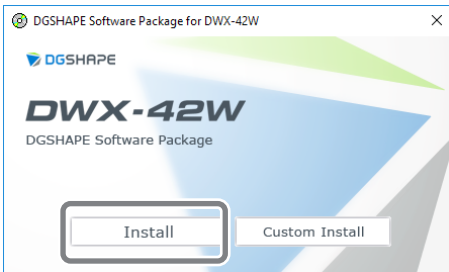 DGSHAPE Software Package for DWX-42W
DGSHAPE
DWX-42W
DGSHAPE Software Package
Install Custom Install